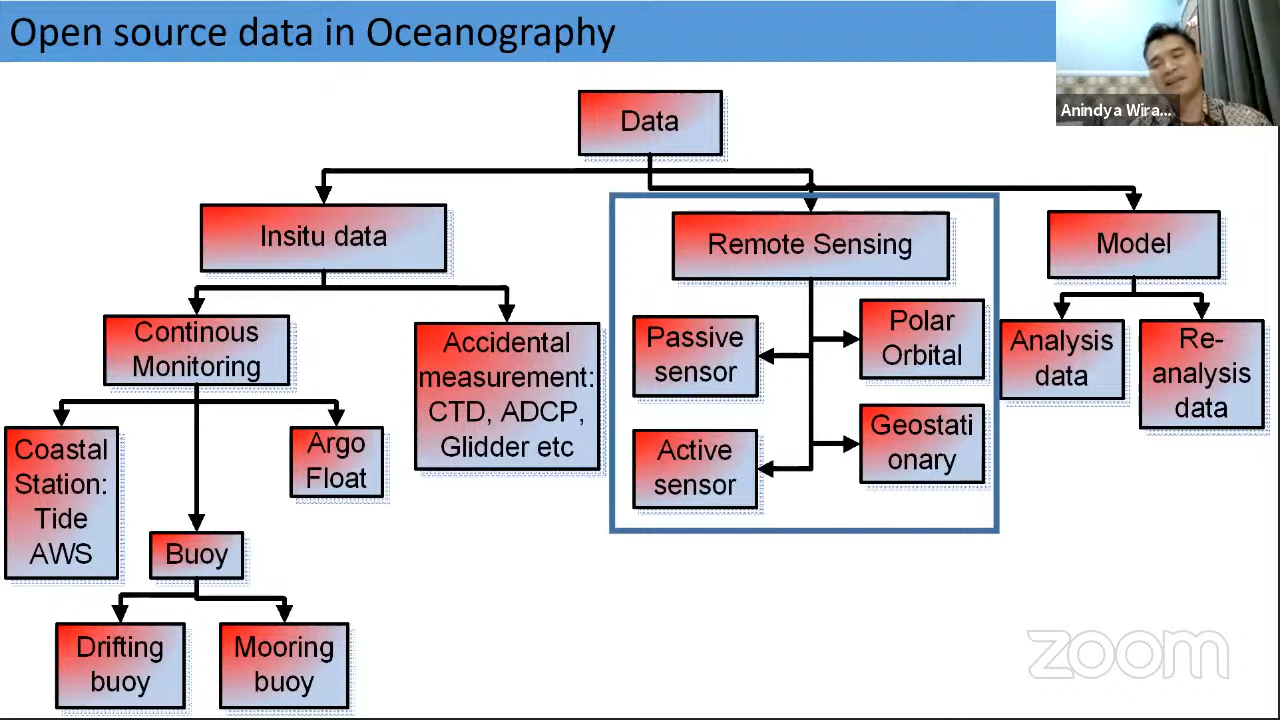 Open source data in Oceanography
Anindya Wira...
Data
Insitu data
Remote Sensing
Model
Continous
Monitoring
Accidental
measurement:
CTD, ADCP,
Glidder etc
Passive
sensor
Polar
Orbital
Analysis
data
Re-
analysis
data
Coastal
Station:
Tide
AWS
Argo
Float
Active
sensor
Geostati
onary
Buoy
Drifting
buoy
Mooring
buoy
zoom